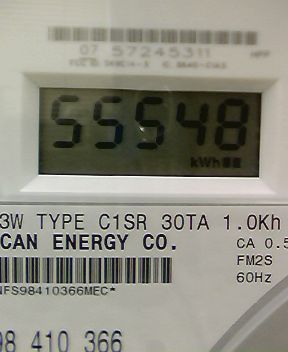 07 57245311
55548
kWh
3W TYPE C1SR 30TA 1.0Kh
CAN ENERGY CO.
CA 0.5
FM2S
60Hz
NFS98410366MEC*
98 410 366